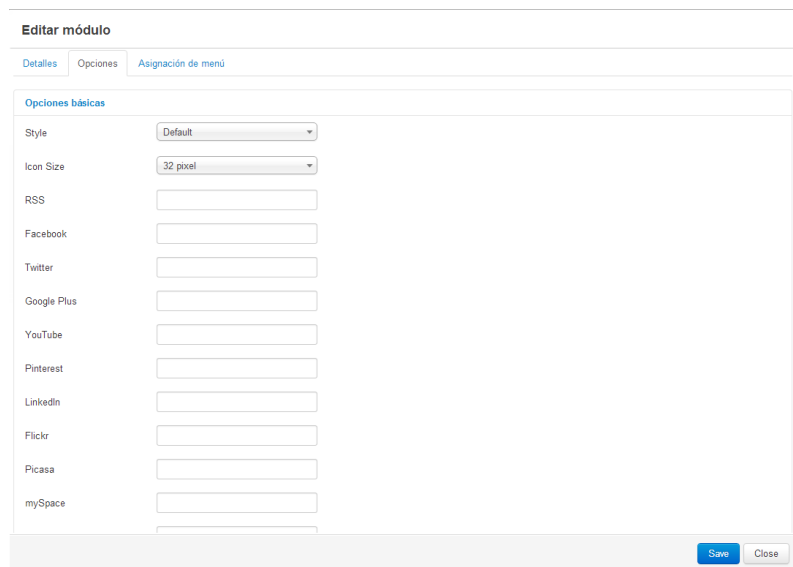 Editar módulo
Detalles Opciones Asignación de menú
Opciones básicas
Style Default
Icon Size 32 pixel
RSS
Facebook
Twitter
Google Plus
YouTube
Pinterest
LinkedIn
Flickr
Picasa
mySpace
Save Close